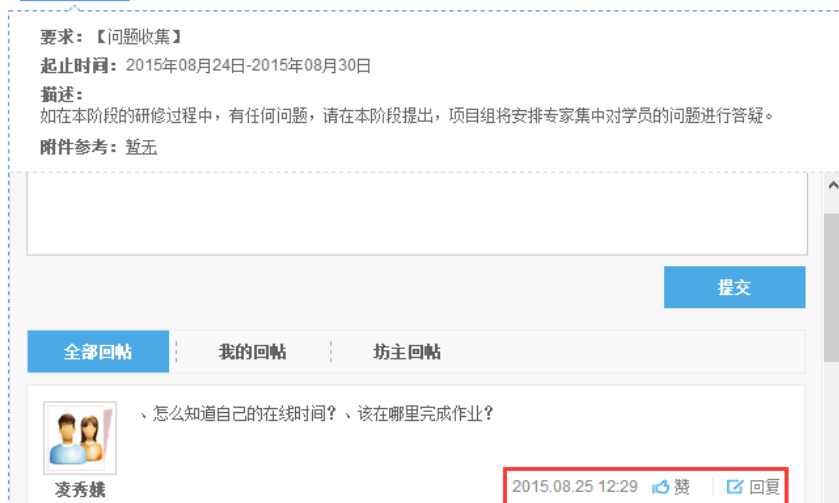 要求：【问题收集】
起止时间：2015年08月24日-2015年08月30日
描述：
如在本阶段的研修过程中，有任何问题，请在本阶段提出，项目组将安排专家集中对学员的问题进行答疑。
附件参考：暂无
提交
全部回帖 我的回帖 坊主回帖
、怎么知道自己的在线时间？、该在哪里完成作业？
凌秀娥
2015.08.25 12:29 赞 回复